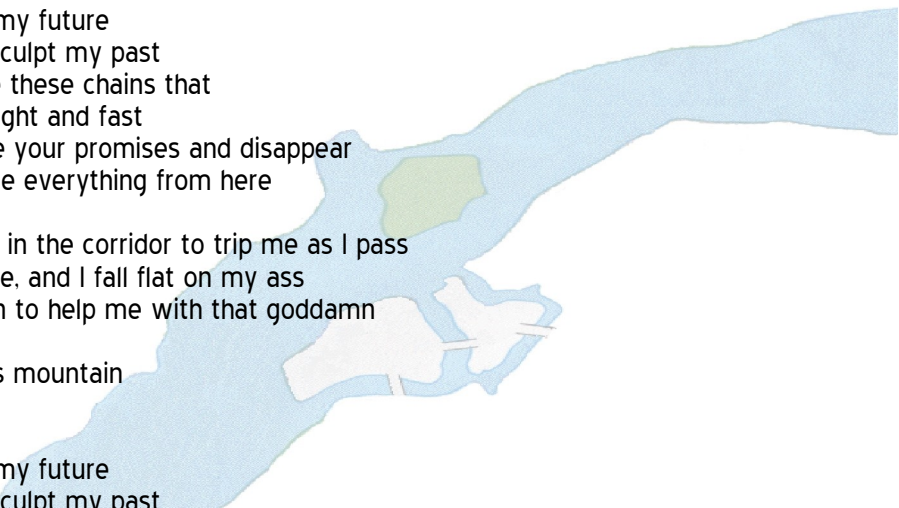 my future
culpt my past
these chains that
ght and fast
your promises and disappear
e everything from here
in the corridor to trip me as I pass
e, and I fall flat on my ass
to help me with that goddamn
s mountain
my future
culpt my past